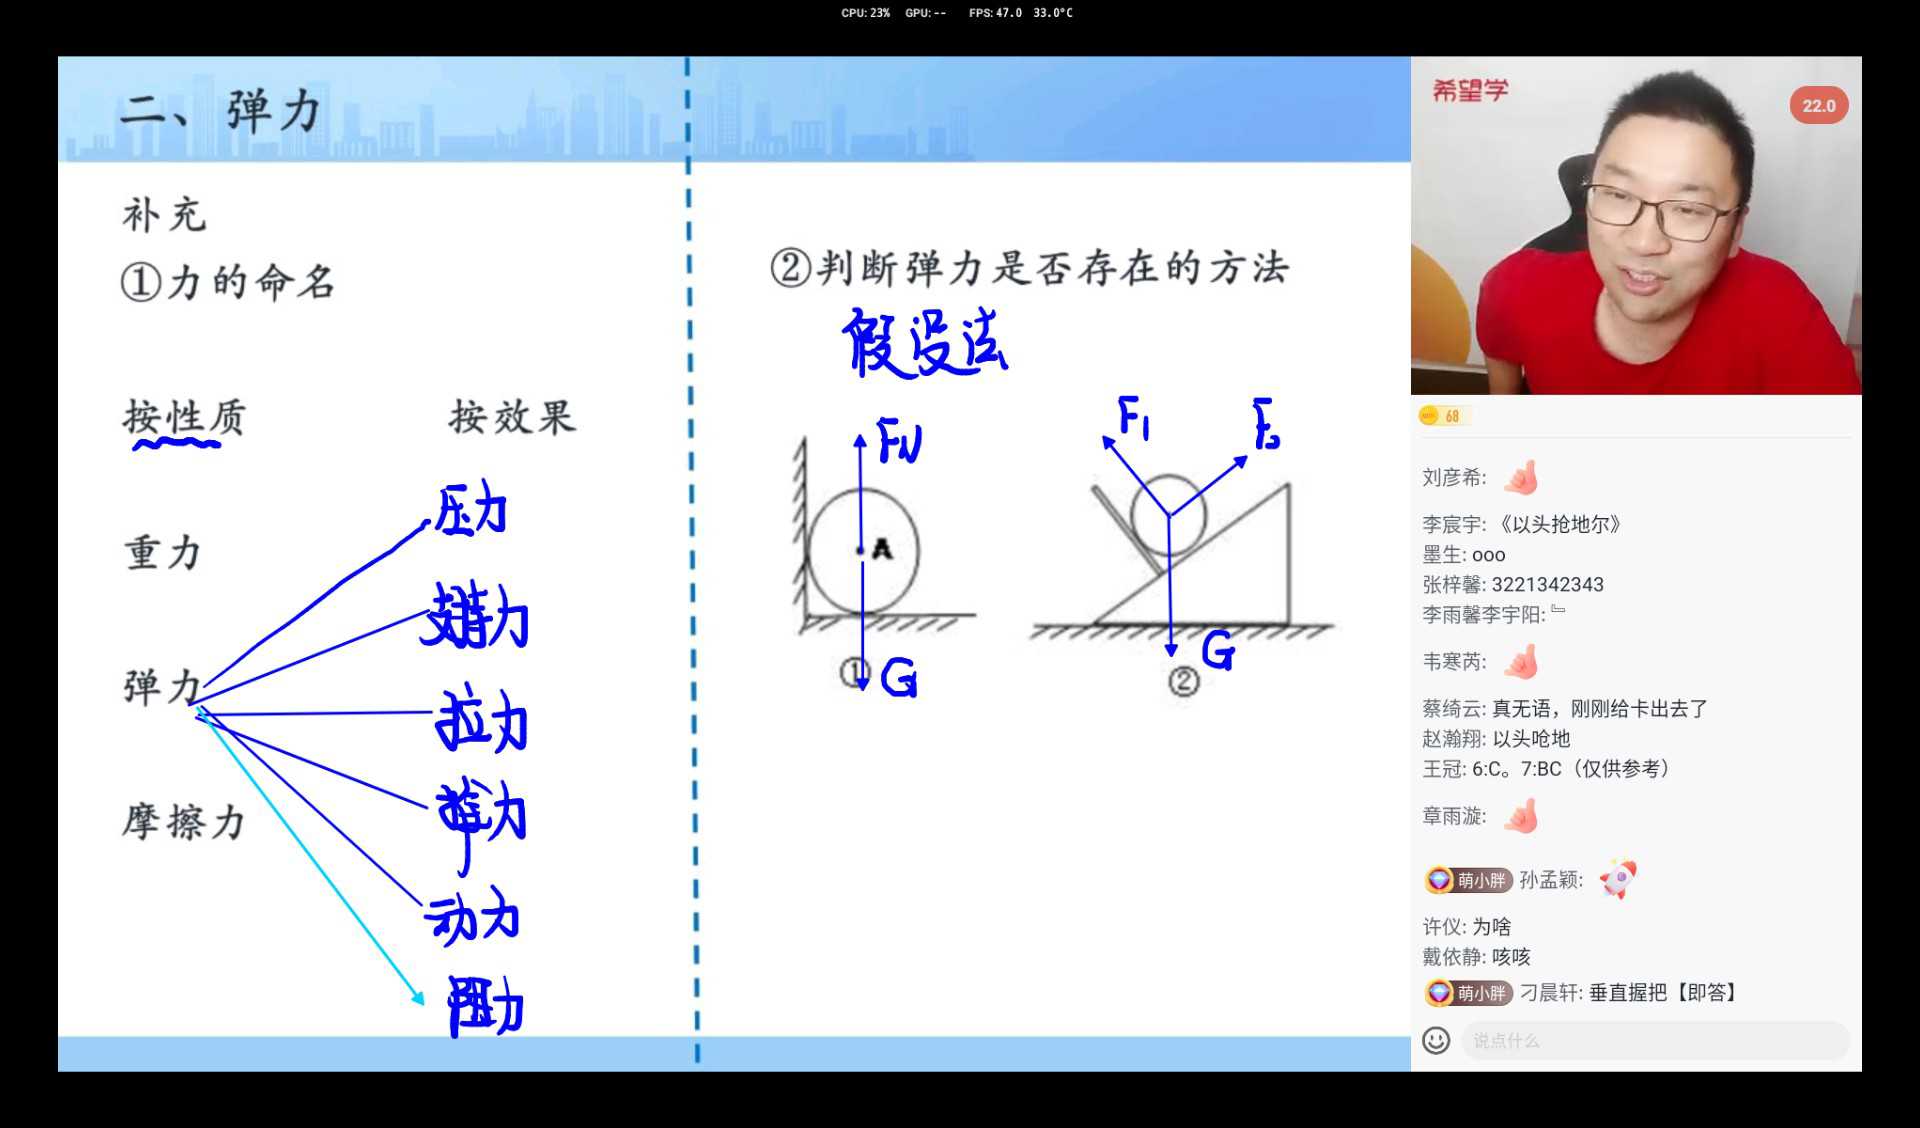 CPU: 23% GPU: -- FPS: 47.0 33.0°C
二、弹力
补充
①力的命名
按性质 按效果
重力
弹力
摩擦力
压力
支持力
拉力
推力
动力
阻力
②判断弹力是否存在的方法
假设法
FN
A
G
①
F1
F2
G
②
希望学
22.0
68
刘彦希:
李宸宇: 《以头抢地尔》
墨生: ooo
张梓馨: 3221342343
李雨馨李宇阳:
韦寒芮:
蔡绮云: 真无语，刚刚给卡出去了
赵瀚翔: 以头呛地
王冠: 6:C。7:BC（仅供参考）
章雨漩:
萌小胖 孙孟颖:
许仪: 为啥
戴依静: 咳咳
萌小胖 刁晨轩: 垂直握把【即答】
说点什么